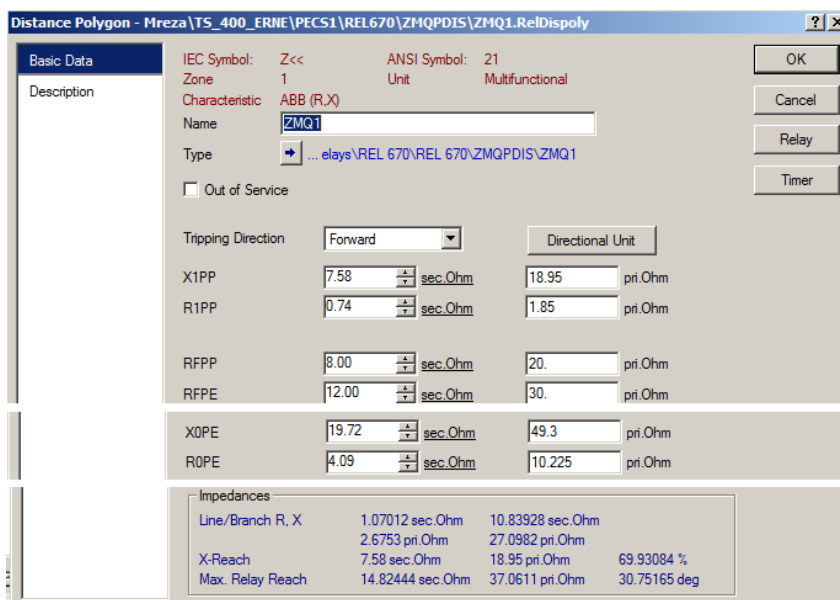 Distance Polygon - Mreza\TS_400_ERNE\PECS1\REL670\ZMQPDIS\ZMQ1.RelDispoly
Basic Data
Description
IEC Symbol: Z<< ANSI Symbol: 21
Zone 1 Unit Multifunctional
Characteristic ABB (R,X)
Name ZMQ1
Type ... elays\REL 670\REL 670\ZMQPDIS\ZMQ1
Out of Service
Tripping Direction Forward Directional Unit
X1PP 7.58 sec.Ohm 18.95 pri.Ohm
R1PP 0.74 sec.Ohm 1.85 pri.Ohm
RFPP 8.00 sec.Ohm 20. pri.Ohm
RFPE 12.00 sec.Ohm 30. pri.Ohm
X0PE 19.72 sec.Ohm 49.3 pri.Ohm
R0PE 4.09 sec.Ohm 10.225 pri.Ohm
Impedances
Line/Branch R, X 1.07012 sec.Ohm 10.83928 sec.Ohm
2.6753 pri.Ohm 27.0982 pri.Ohm
X-Reach 7.58 sec.Ohm 18.95 pri.Ohm 69.93084 %
Max. Relay Reach 14.82444 sec.Ohm 37.0611 pri.Ohm 30.75165 deg
OK
Cancel
Relay
Timer